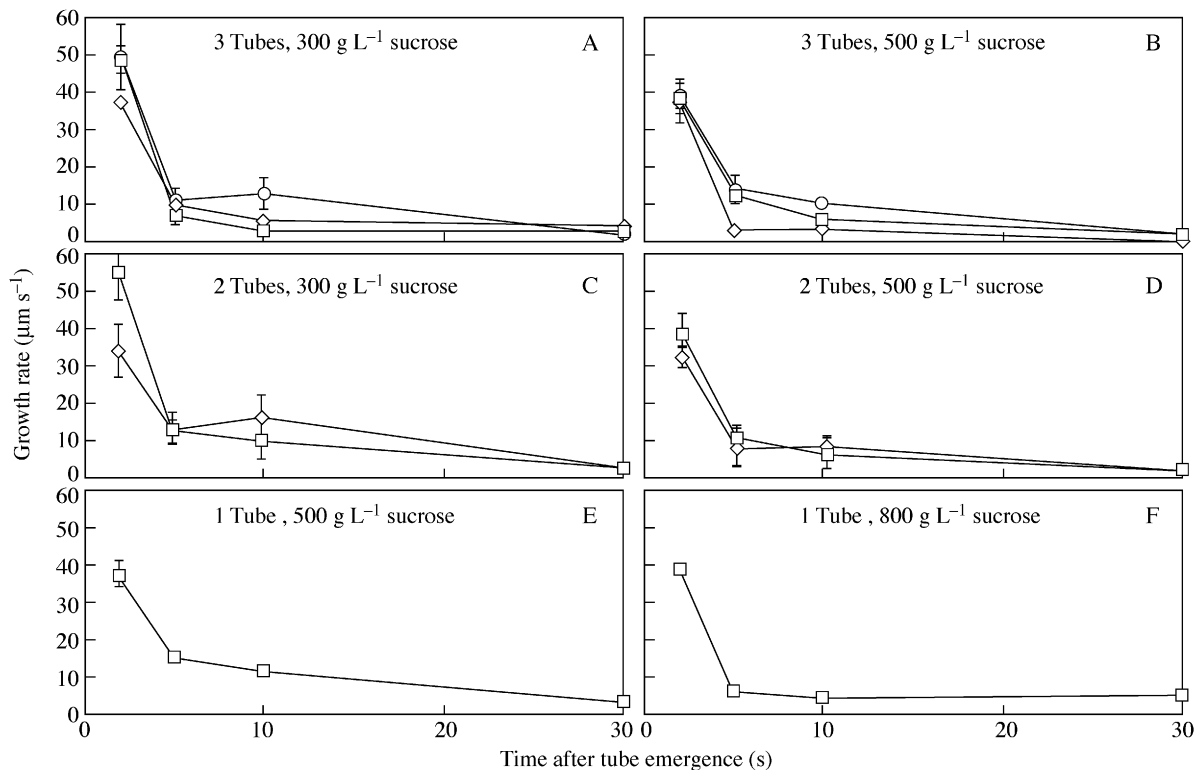 60
50
40
30
20
10
0
3 Tubes, 300 g L⁻¹ sucrose
A
3 Tubes, 500 g L⁻¹ sucrose
B
60
50
40
30
20
10
0
2 Tubes, 300 g L⁻¹ sucrose
C
2 Tubes, 500 g L⁻¹ sucrose
D
60
50
40
30
20
10
0
1 Tube , 500 g L⁻¹ sucrose
E
1 Tube , 800 g L⁻¹ sucrose
F
Growth rate (μm s⁻¹)
0 10 20 30 0 10 20 30
Time after tube emergence (s)